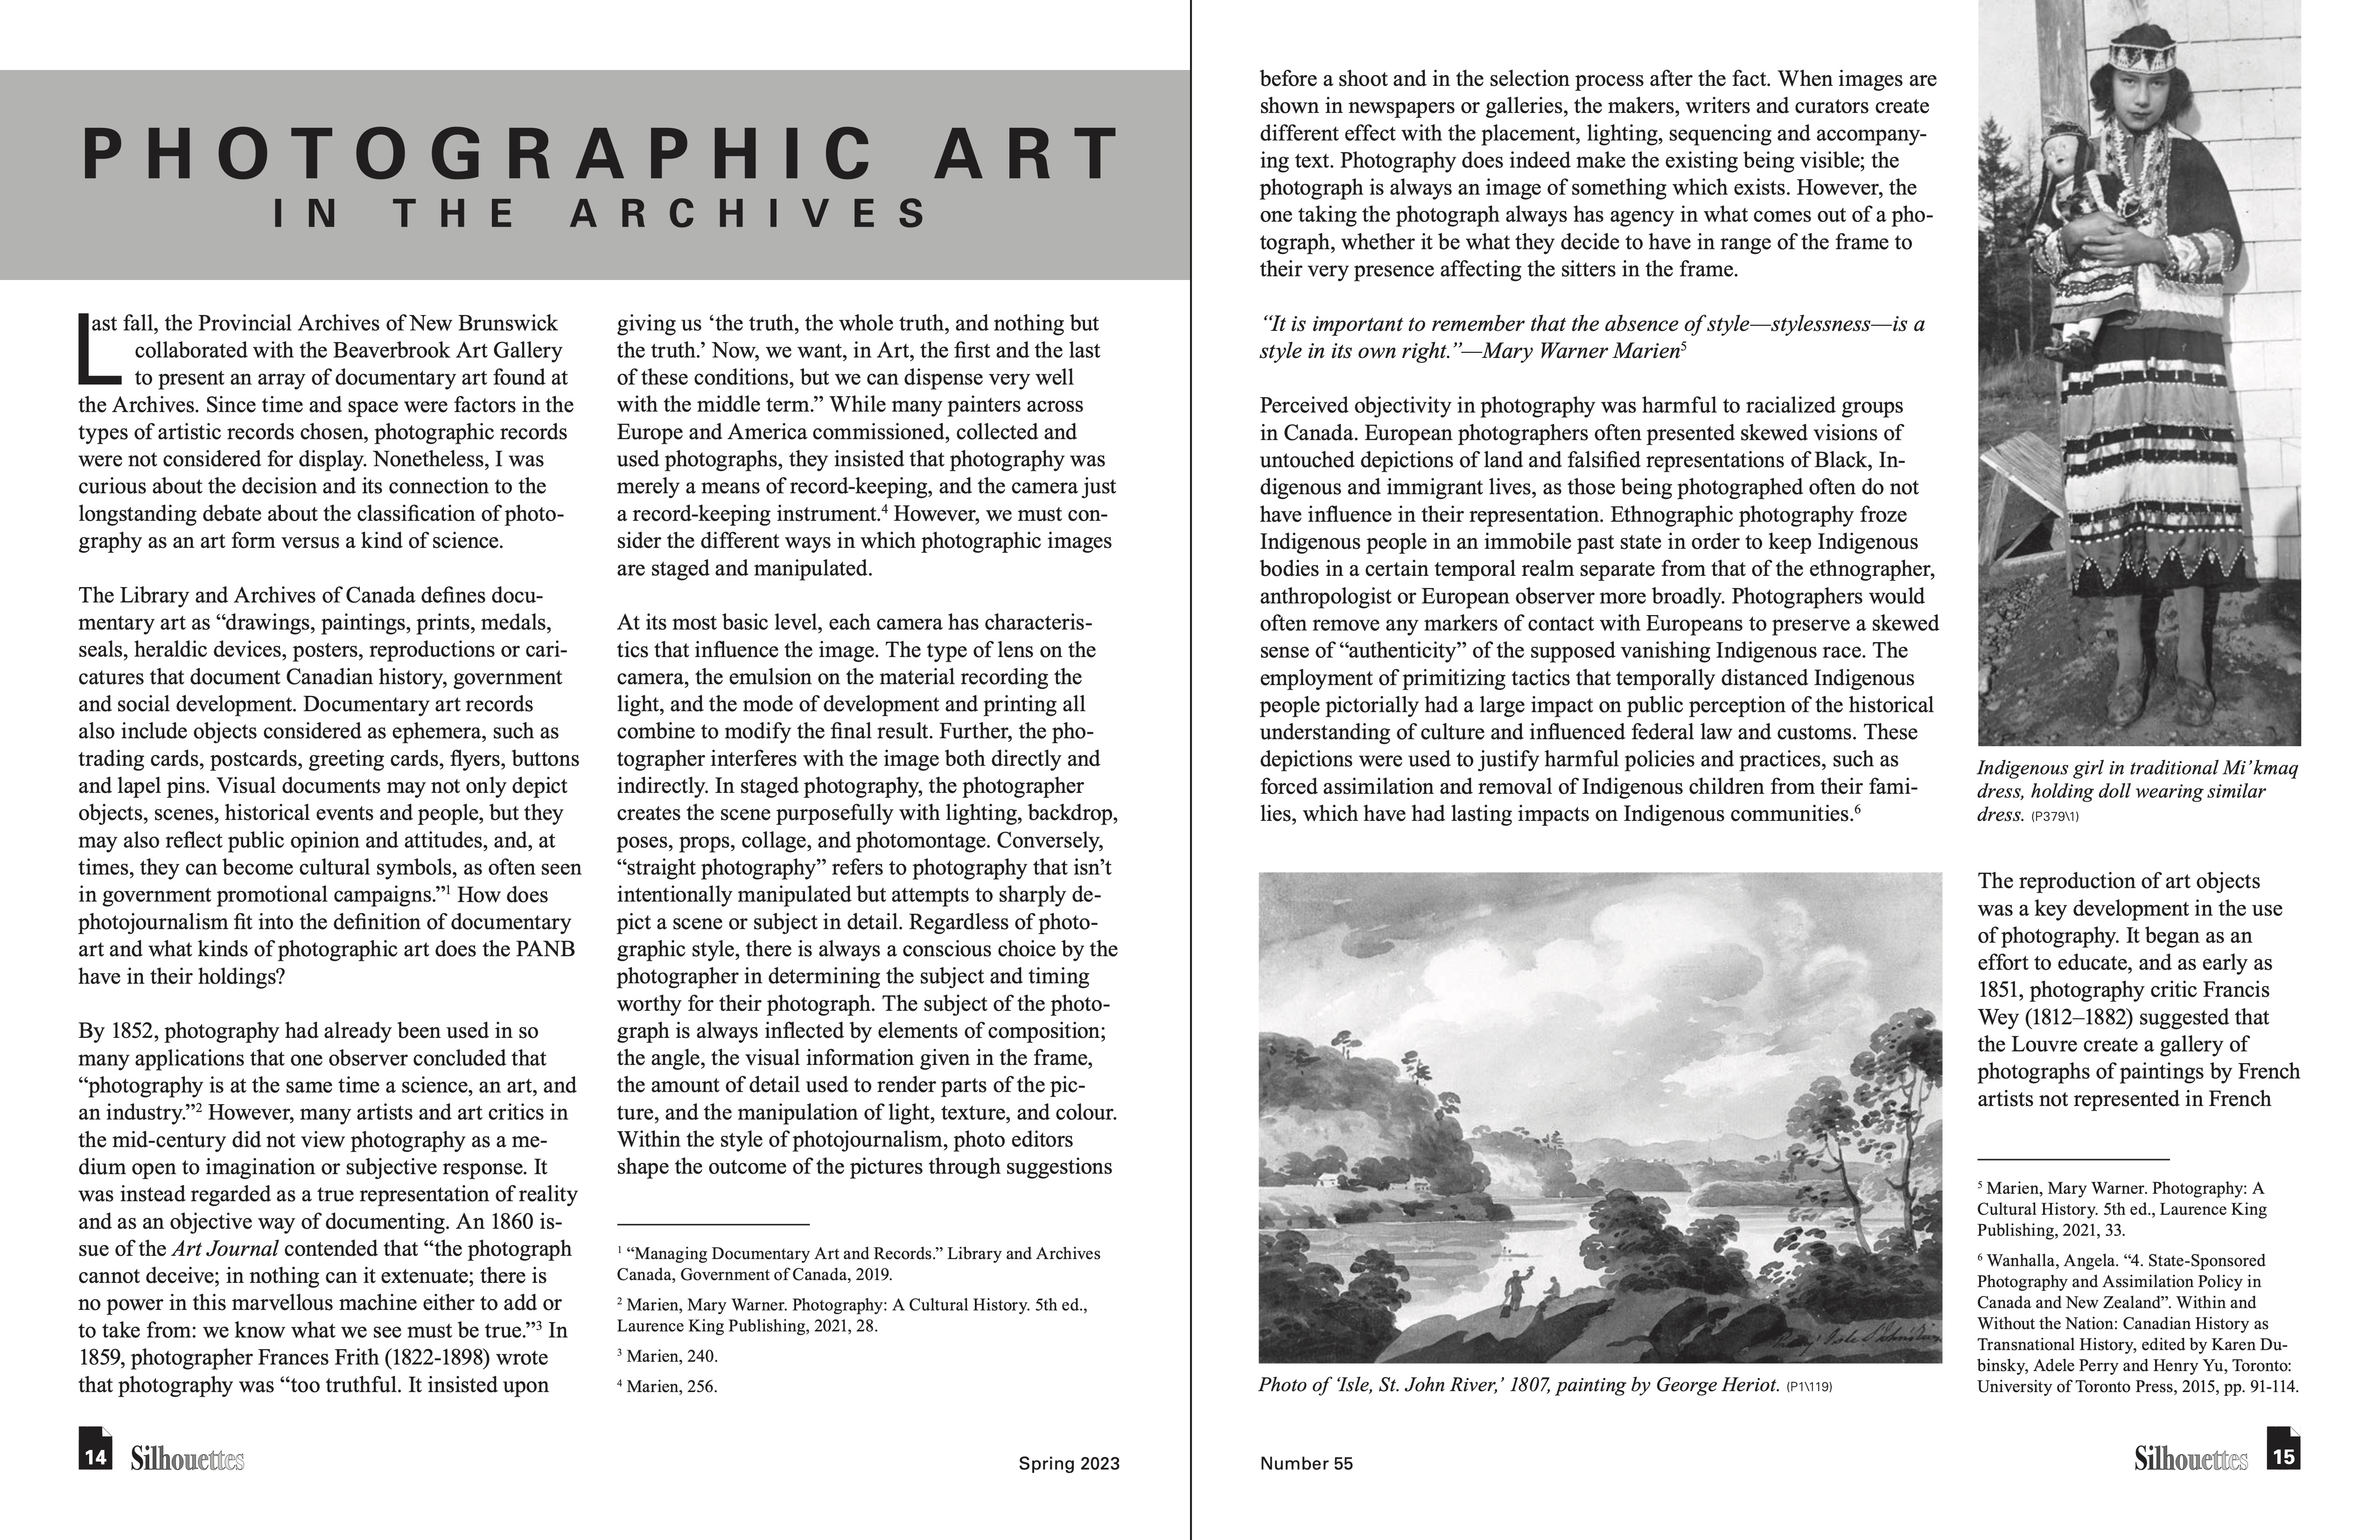 PHOTOGRAPHIC ART
IN THE ARCHIVES
Last fall, the Provincial Archives of New Brunswick
collaborated with the Beaverbrook Art Gallery
to present an array of documentary art found at
the Archives. Since time and space were factors in the
types of artistic records chosen, photographic records
were not considered for display. Nonetheless, I was
curious about the decision and its connection to the
longstanding debate about the classification of photo-
graphy as an art form versus a kind of science.
The Library and Archives of Canada defines docu-
mentary art as “drawings, paintings, prints, medals,
seals, heraldic devices, posters, reproductions or cari-
catures that document Canadian history, government
and social development. Documentary art records
also include objects considered as ephemera, such as
trading cards, postcards, greeting cards, flyers, buttons
and lapel pins. Visual documents may not only depict
objects, scenes, historical events and people, but they
may also reflect public opinion and attitudes, and, at
times, they can become cultural symbols, as often seen
in government promotional campaigns.”1 How does
photojournalism fit into the definition of documentary
art and what kinds of photographic art does the PANB
have in their holdings?
By 1852, photography had already been used in so
many applications that one observer concluded that
“photography is at the same time a science, an art, and
an industry.”2 However, many artists and art critics in
the mid-century did not view photography as a me-
dium open to imagination or subjective response. It
was instead regarded as a true representation of reality
and as an objective way of documenting. An 1860 is-
sue of the Art Journal contended that “the photograph
cannot deceive; in nothing can it extenuate; there is
no power in this marvellous machine either to add or
to take from: we know what we see must be true.”3 In
1859, photographer Frances Frith (1822-1898) wrote
that photography was “too truthful. It insisted upon
giving us ‘the truth, the whole truth, and nothing but
the truth.’ Now, we want, in Art, the first and the last
of these conditions, but we can dispense very well
with the middle term.” While many painters across
Europe and America commissioned, collected and
used photographs, they insisted that photography was
merely a means of record-keeping, and the camera just
a record-keeping instrument.4 However, we must con-
sider the different ways in which photographic images
are staged and manipulated.
At its most basic level, each camera has characteris-
tics that influence the image. The type of lens on the
camera, the emulsion on the material recording the
light, and the mode of development and printing all
combine to modify the final result. Further, the pho-
tographer interferes with the image both directly and
indirectly. In staged photography, the photographer
creates the scene purposefully with lighting, backdrop,
poses, props, collage, and photomontage. Conversely,
“straight photography” refers to photography that isn’t
intentionally manipulated but attempts to sharply de-
pict a scene or subject in detail. Regardless of photo-
graphic style, there is always a conscious choice by the
photographer in determining the subject and timing
worthy for their photograph. The subject of the photo-
graph is always inflected by elements of composition;
the angle, the visual information given in the frame,
the amount of detail used to render parts of the pic-
ture, and the manipulation of light, texture, and colour.
Within the style of photojournalism, photo editors
shape the outcome of the pictures through suggestions
1 “Managing Documentary Art and Records.” Library and Archives
Canada, Government of Canada, 2019.
2 Marien, Mary Warner. Photography: A Cultural History. 5th ed.,
Laurence King Publishing, 2021, 28.
3 Marien, 240.
4 Marien, 256.
14 Silhouettes
Spring 2023
before a shoot and in the selection process after the fact. When images are
shown in newspapers or galleries, the makers, writers and curators create
different effect with the placement, lighting, sequencing and accompany-
ing text. Photography does indeed make the existing being visible; the
photograph is always an image of something which exists. However, the
one taking the photograph always has agency in what comes out of a pho-
tograph, whether it be what they decide to have in range of the frame to
their very presence affecting the sitters in the frame.
“It is important to remember that the absence of style—stylessness—is a
style in its own right.”—Mary Warner Marien5
Perceived objectivity in photography was harmful to racialized groups
in Canada. European photographers often presented skewed visions of
untouched depictions of land and falsified representations of Black, In-
digenous and immigrant lives, as those being photographed often do not
have influence in their representation. Ethnographic photography froze
Indigenous people in an immobile past state in order to keep Indigenous
bodies in a certain temporal realm separate from that of the ethnographer,
anthropologist or European observer more broadly. Photographers would
often remove any markers of contact with Europeans to preserve a skewed
sense of “authenticity” of the supposed vanishing Indigenous race. The
employment of primitizing tactics that temporally distanced Indigenous
people pictorially had a large impact on public perception of the historical
understanding of culture and influenced federal law and customs. These
depictions were used to justify harmful policies and practices, such as
forced assimilation and removal of Indigenous children from their fami-
lies, which have had lasting impacts on Indigenous communities.6
Photo of ‘Isle, St. John River,’ 1807, painting by George Heriot. (P1\119)
Indigenous girl in traditional Mi’kmaq
dress, holding doll wearing similar
dress. (P379\1)
The reproduction of art objects
was a key development in the use
of photography. It began as an
effort to educate, and as early as
1851, photography critic Francis
Wey (1812–1882) suggested that
the Louvre create a gallery of
photographs of paintings by French
artists not represented in French
5 Marien, Mary Warner. Photography: A
Cultural History. 5th ed., Laurence King
Publishing, 2021, 33.
6 Wanhalla, Angela. “4. State-Sponsored
Photography and Assimilation Policy in
Canada and New Zealand”. Within and
Without the Nation: Canadian History as
Transnational History, edited by Karen Du-
binsky, Adele Perry and Henry Yu, Toronto:
University of Toronto Press, 2015, pp. 91-114.
Number 55
Silhouettes 15